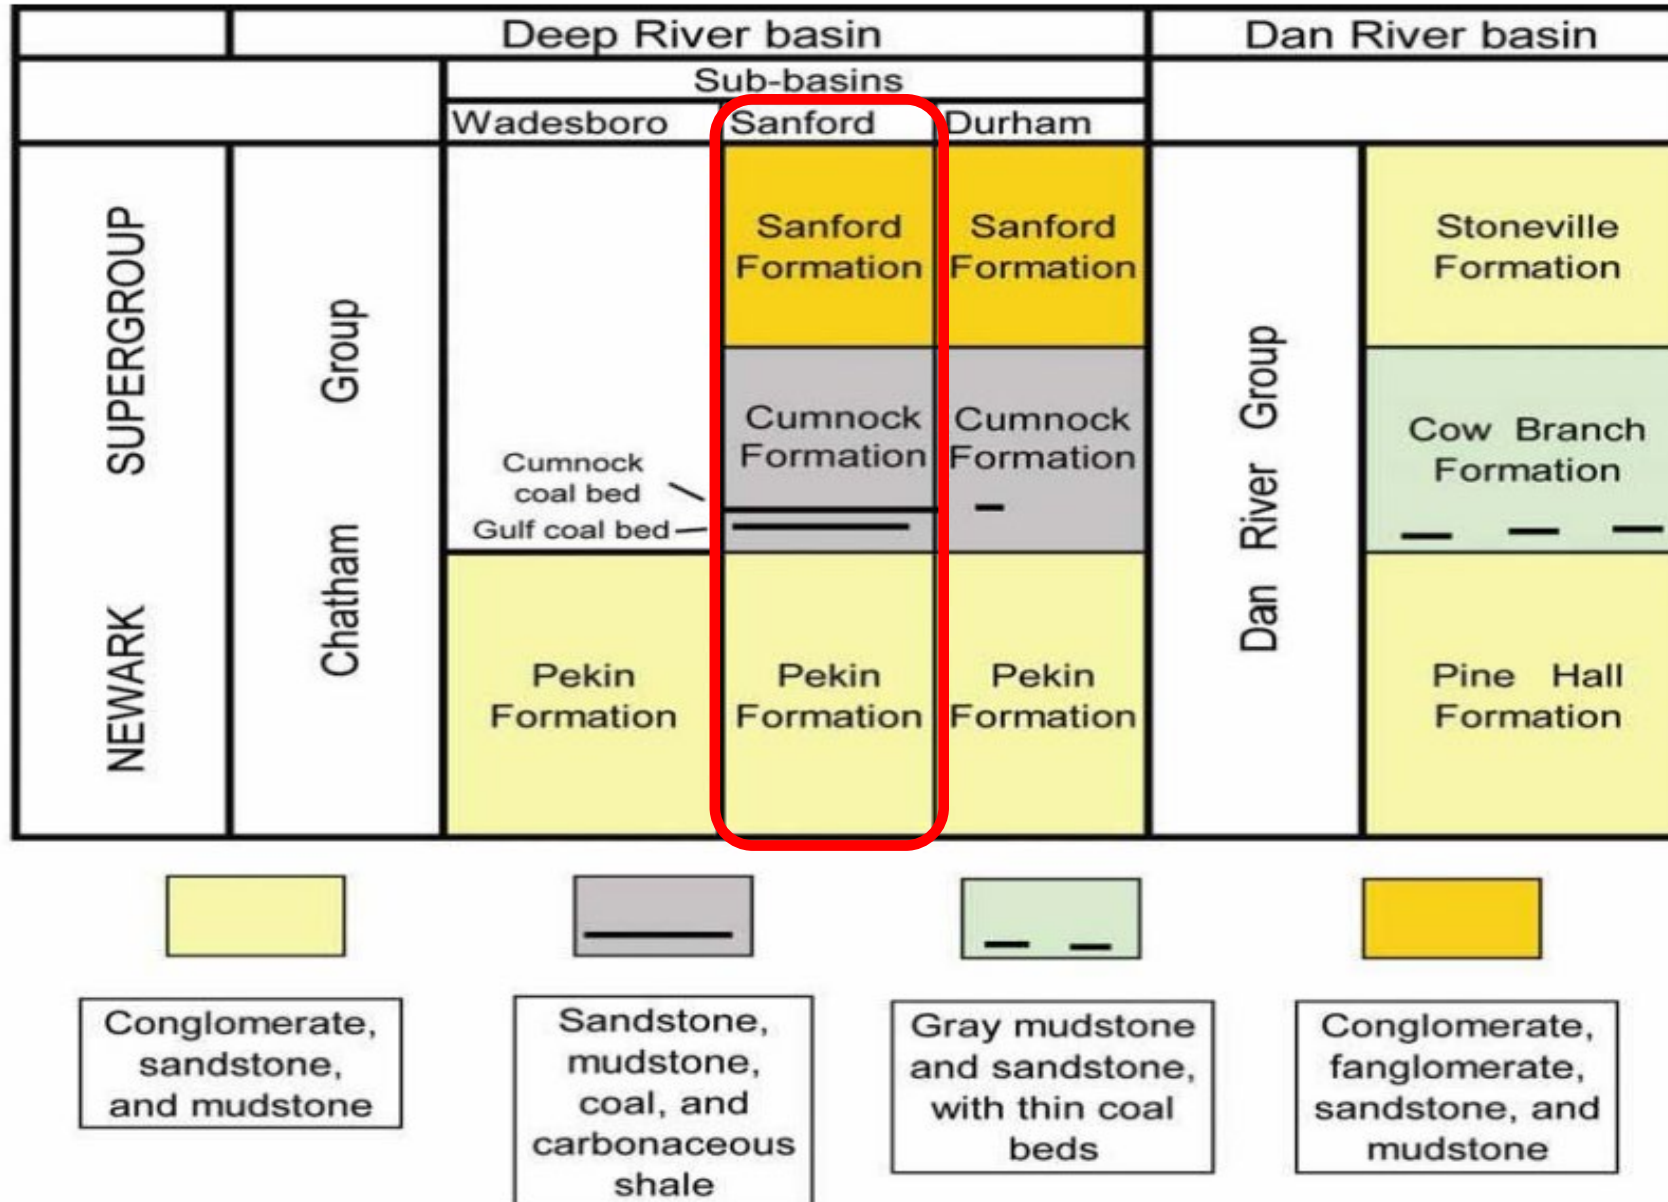 Deep River basin
Dan River basin
Sub-basins
Wadesboro
Sanford
Durham
NEWARK SUPERGROUP
Chatham Group
Cumnock
coal bed
Gulf coal bed
Pekin
Formation
Sanford
Formation
Cumnock
Formation
Pekin
Formation
Sanford
Formation
Cumnock
Formation
Pekin
Formation
Dan River Group
Stoneville
Formation
Cow Branch
Formation
Pine Hall
Formation
Conglomerate,
sandstone,
and mudstone
Sandstone,
mudstone,
coal, and
carbonaceous
shale
Gray mudstone
and sandstone,
with thin coal
beds
Conglomerate,
fanglomerate,
sandstone, and
mudstone